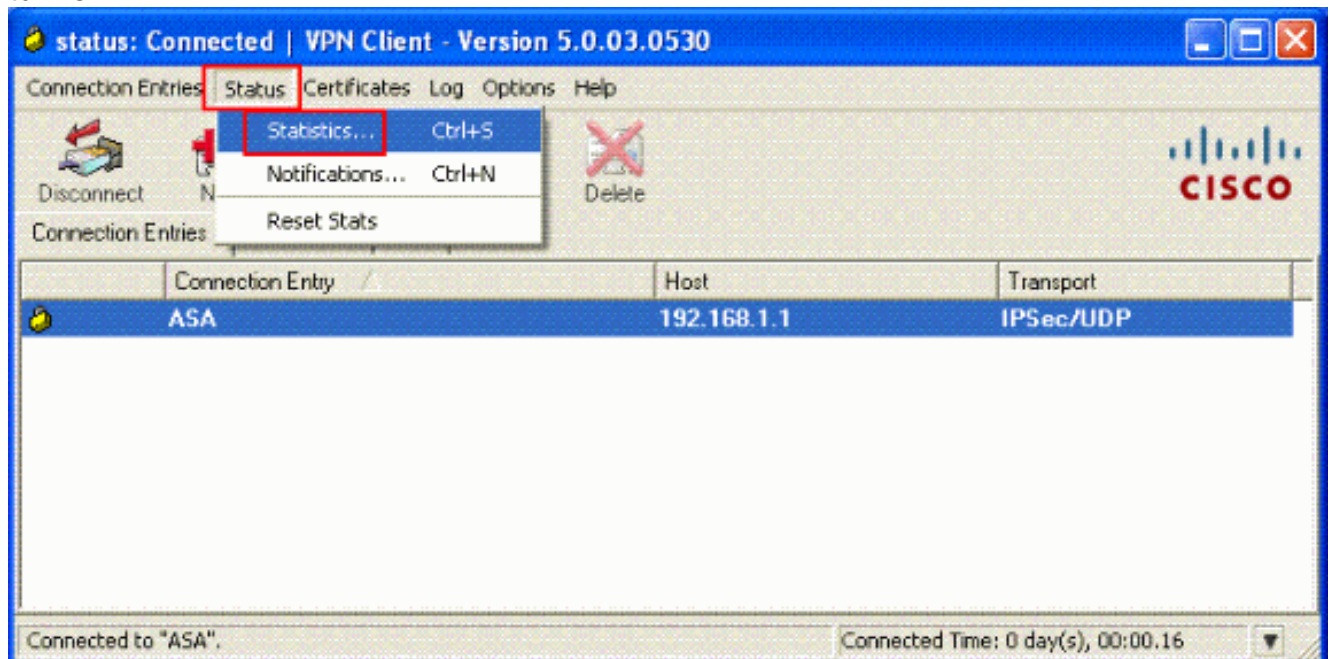 status: Connected | VPN Client - Version 5.0.03.0530
Connection Entries Status Certificates Log Options Help
Statistics... Ctrl+S
Notifications... Ctrl+N
Reset Stats
Disconnect
Delete
CISCO
Connection Entries
Connection Entry Host Transport
ASA 192.168.1.1 IPSec/UDP
Connected to "ASA". Connected Time: 0 day(s), 00:00.16